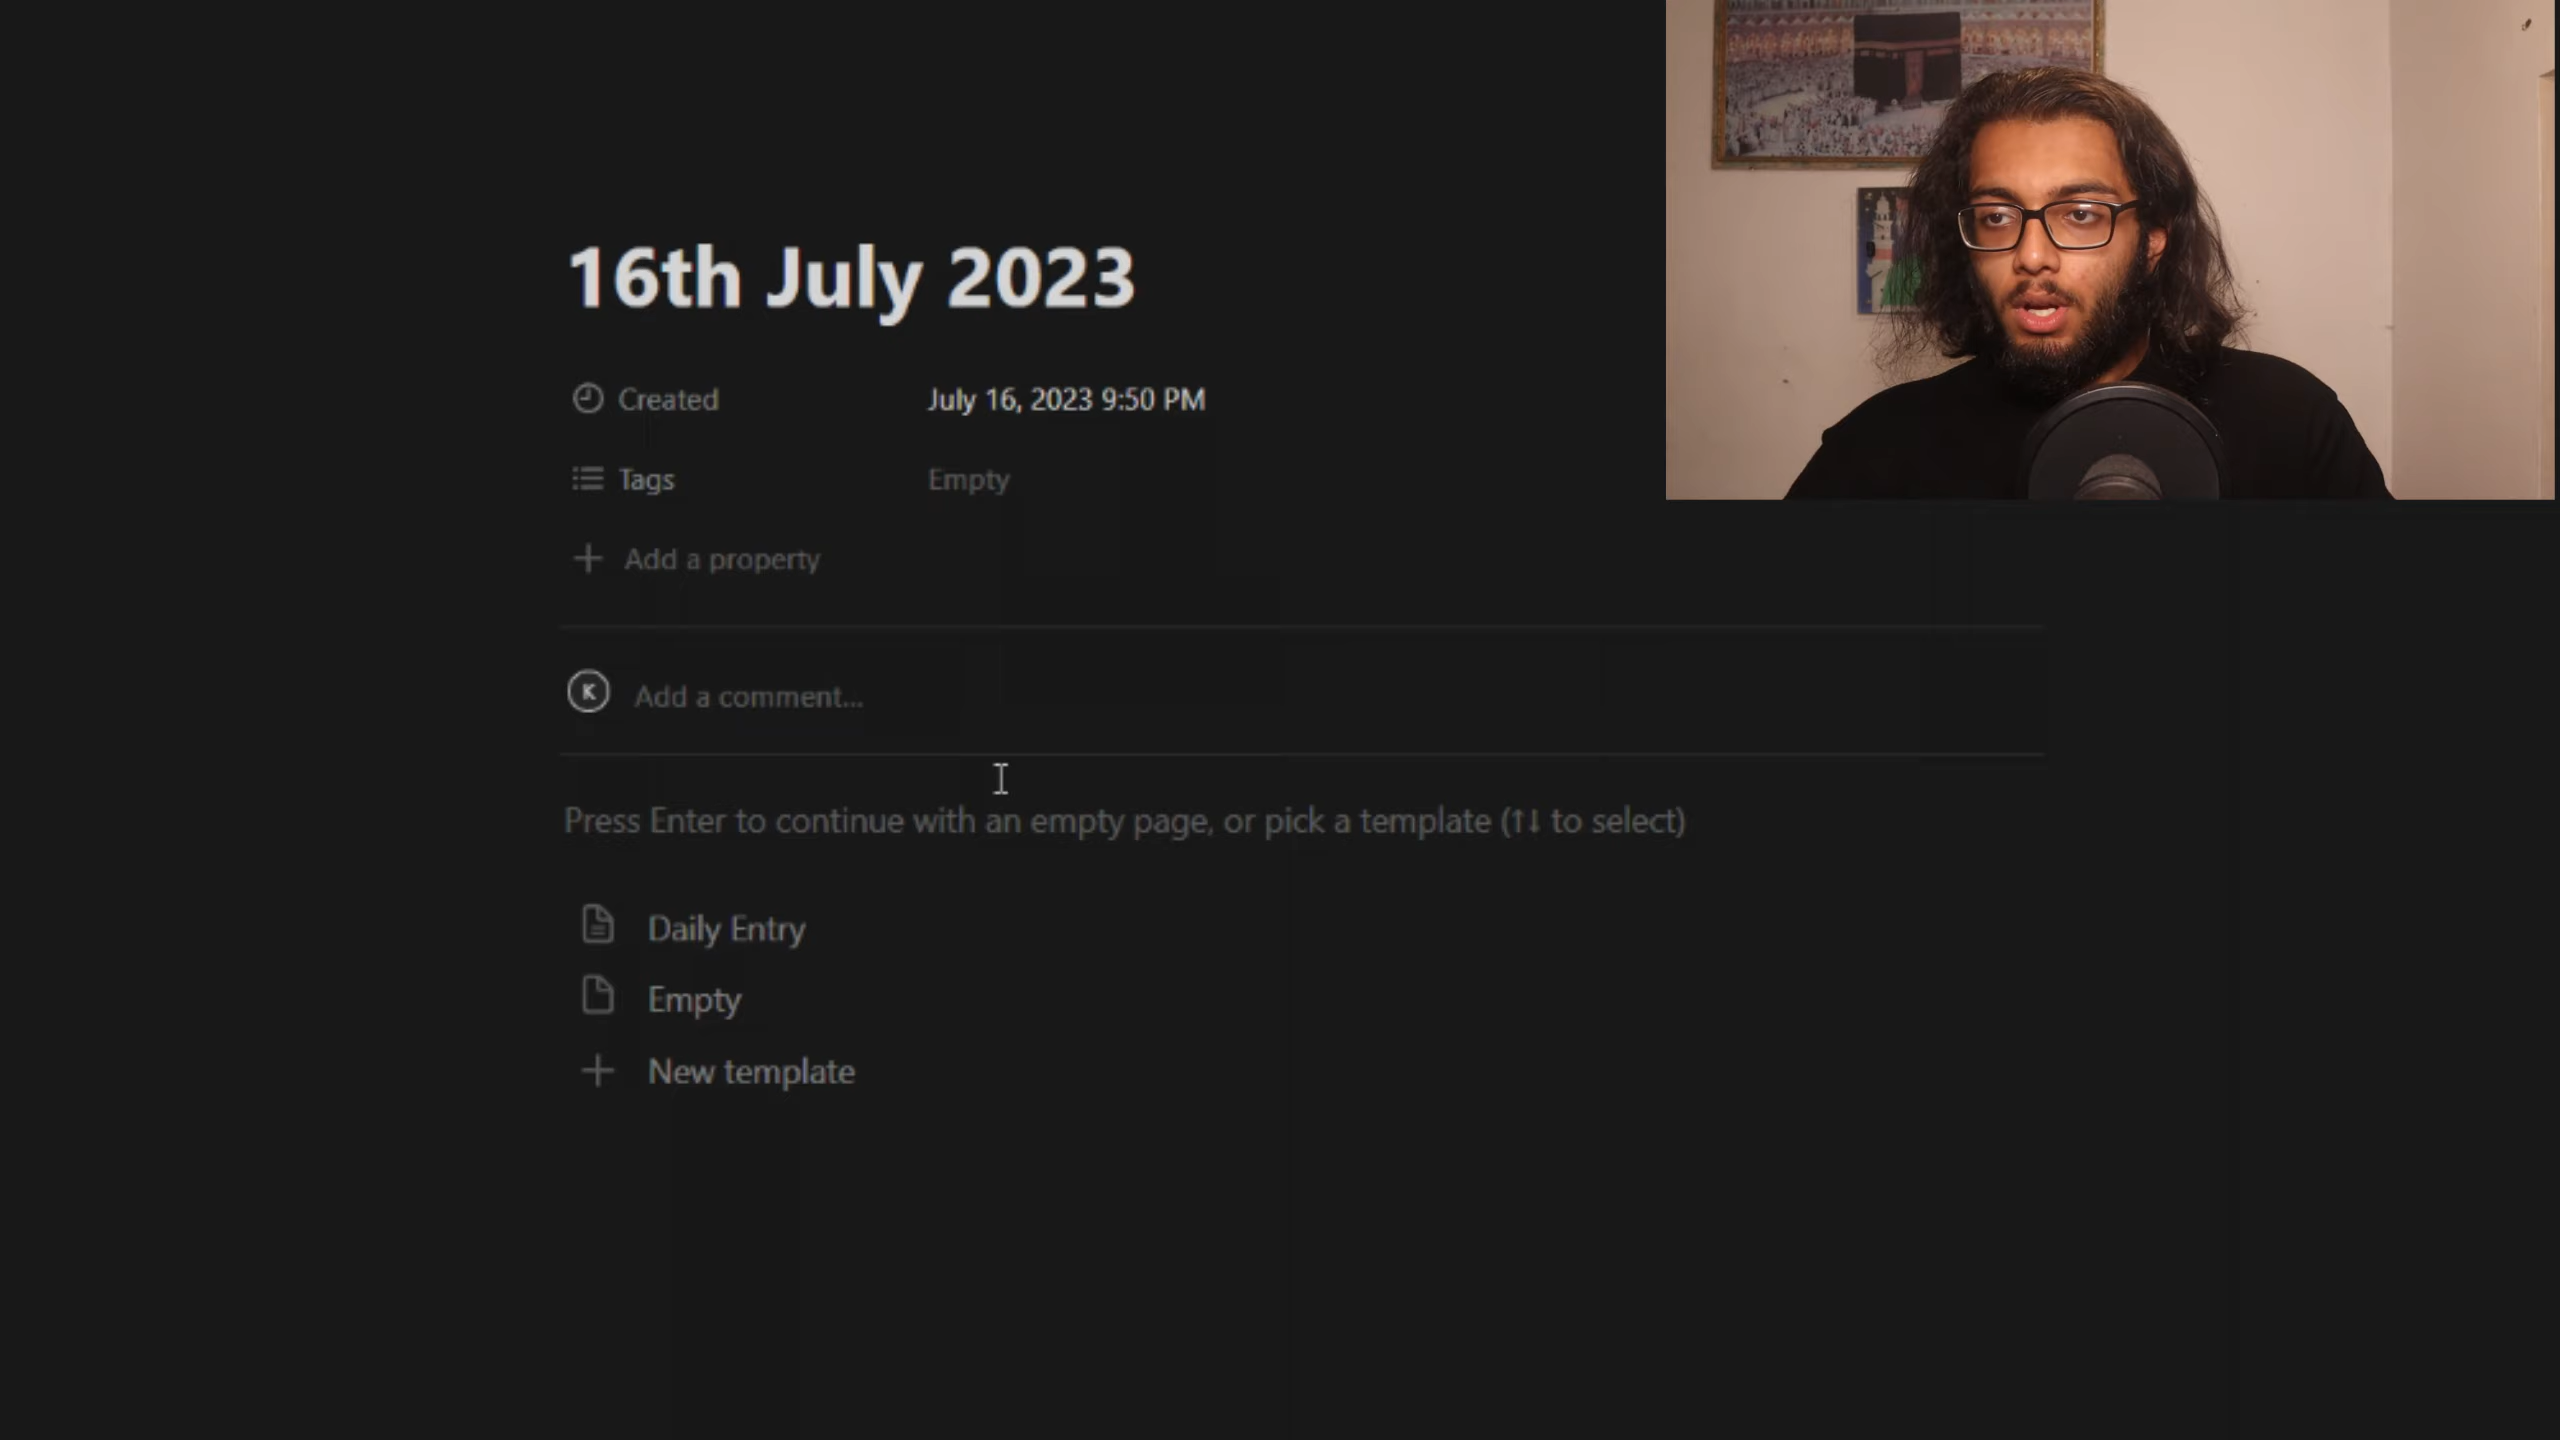 16th July 2023
Created July 16, 2023 9:50 PM
Tags Empty
Add a property
K Add a comment...
Press Enter to continue with an empty page, or pick a template (↑↓ to select)
Daily Entry
Empty
New template